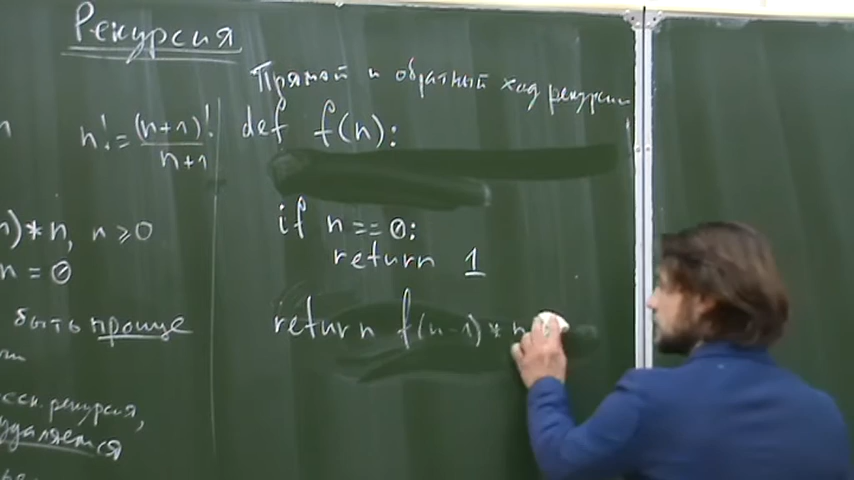 Рекурсия
Прямой и обратный ход рекурсии
n
n! = (n+1)!
n+1
def f(n):
)*n, n ⩾ 0
n = 0
if n == 0:
return 1
быть проще
return f(n-1) * n
рекурсия,
удаляется